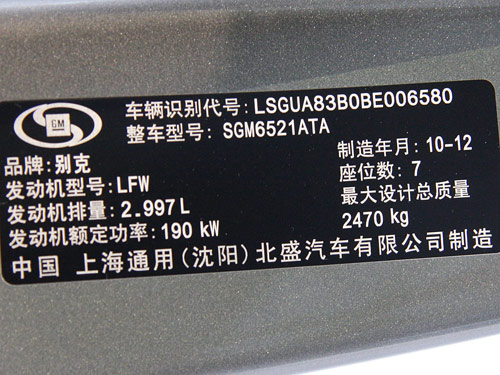 GM
车辆识别代号: LSGUA83B0BE006580
整车型号: SGM6521ATA
品牌: 别克
制造年月: 10-12
发动机型号: LFW
座位数: 7
发动机排量: 2.997L
最大设计总质量
发动机额定功率: 190 kW
2470 kg
中国 上海通用(沈阳)北盛汽车有限公司制造